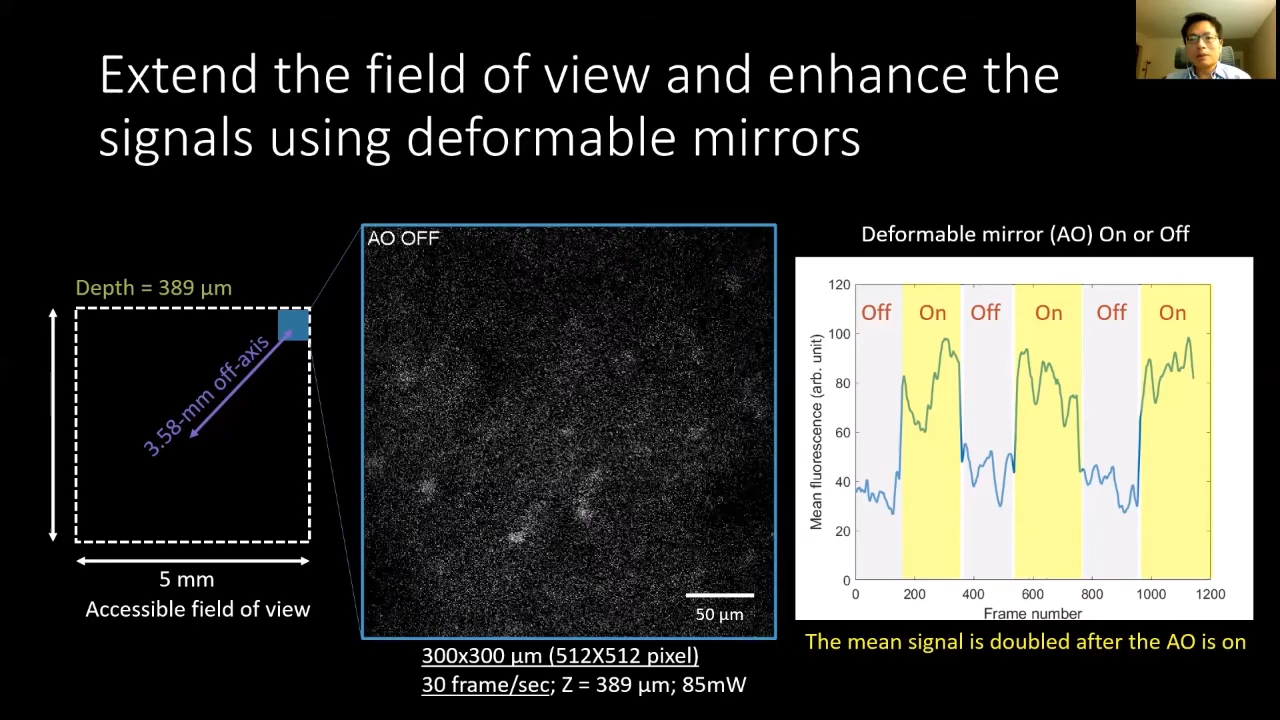 Extend the field of view and enhance the
signals using deformable mirrors
Depth = 389 µm
3.58-mm off-axis
5 mm
Accessible field of view
AO OFF
50 µm
300x300 µm (512X512 pixel)
30 frame/sec; Z = 389 µm; 85mW
Deformable mirror (AO) On or Off
Off On Off On Off On
Mean fluorescence (arb. unit)
120
100
80
60
40
20
0
0 200 400 600 800 1000 1200
Frame number
The mean signal is doubled after the AO is on